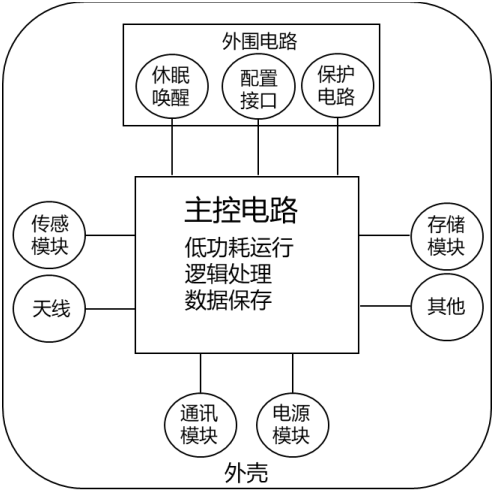 外围电路
休眠
唤醒
配置
接口
保护
电路
主控电路
低功耗运行
逻辑处理
数据保存
传感
模块
天线
存储
模块
其他
通讯
模块
电源
模块
外壳